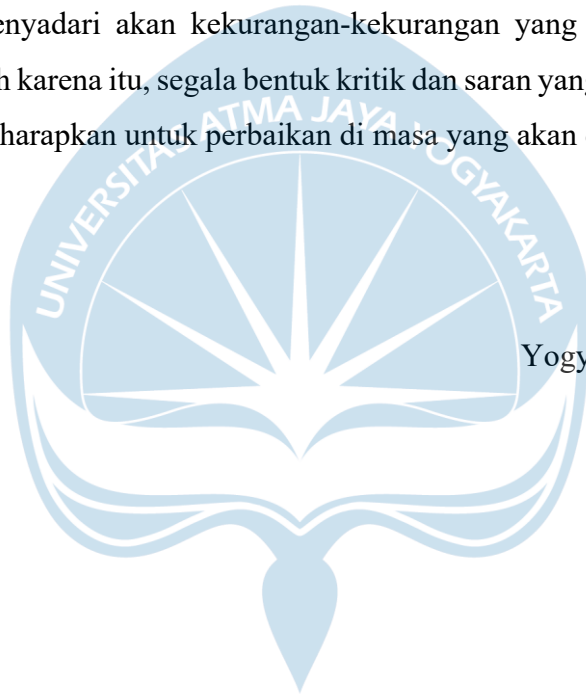 enyadari akan kekurangan-kekurangan yang
h karena itu, segala bentuk kritik dan saran yang
harapkan untuk perbaikan di masa yang akan
UNIVERSITAS ATMA JAYA YOGYAKARTA
Yogy